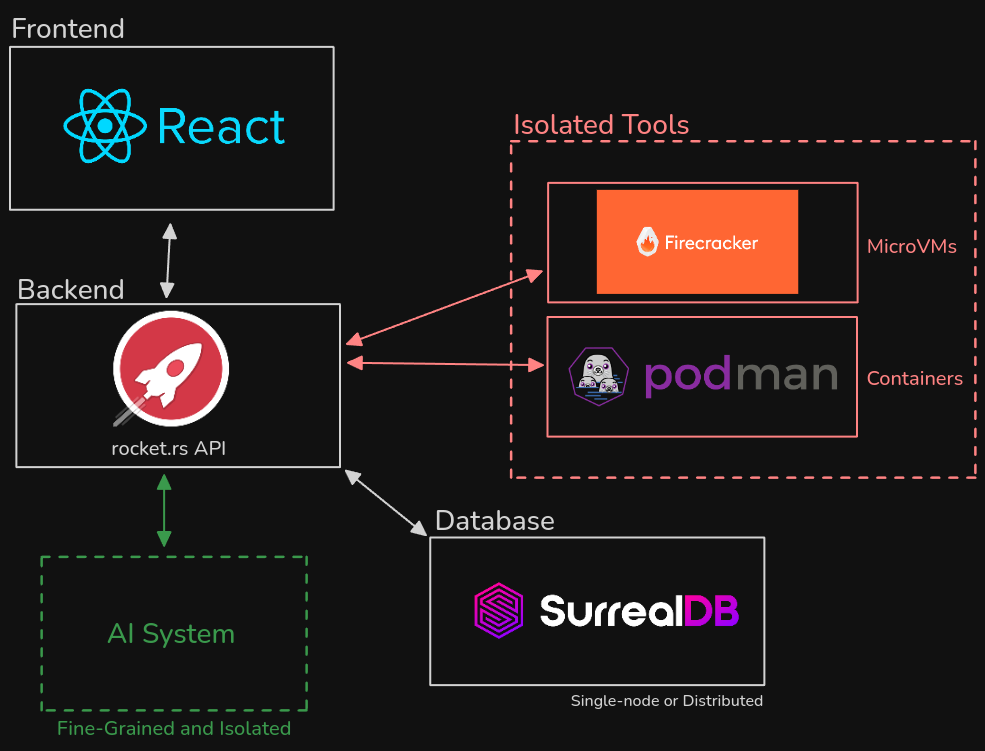 Frontend
React
Isolated Tools
Firecracker
MicroVMs
Backend
rocket.rs API
podman
Containers
Database
SurrealDB
Single-node or Distributed
AI System
Fine-Grained and Isolated